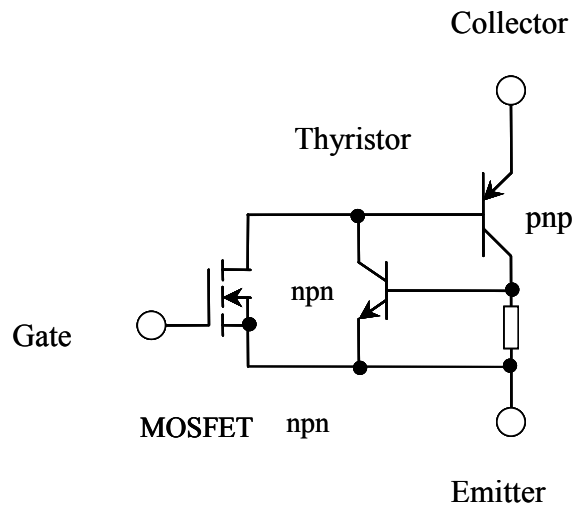 Collector
Thyristor
pnp
npn
Gate
MOSFET npn
Emitter